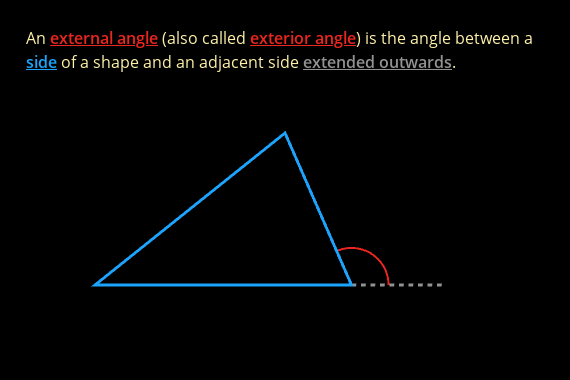 An external angle (also called exterior angle) is the angle between a
side of a shape and an adjacent side extended outwards.